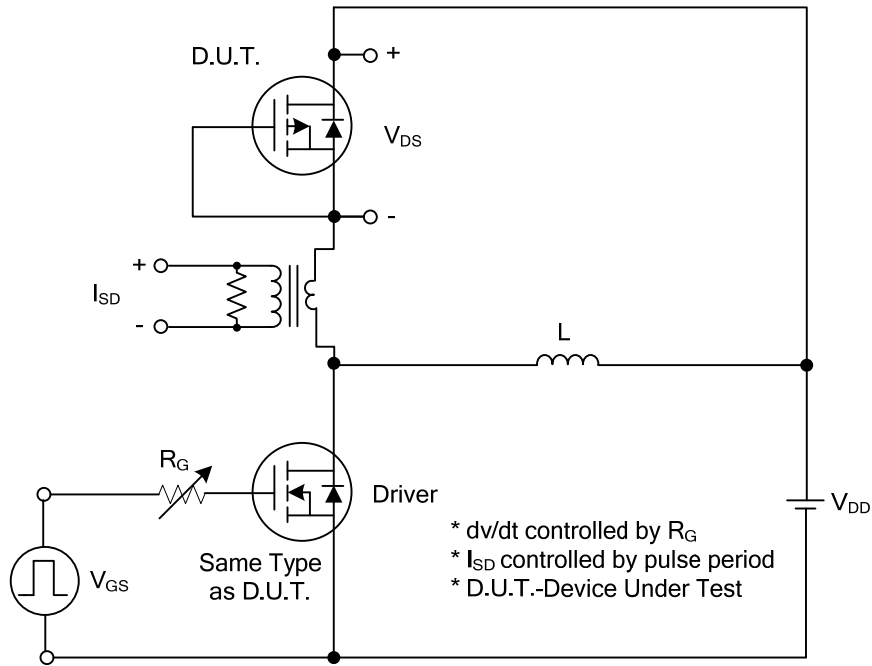 D.U.T.
+
VDS
-
+
ISD
-
L
RG
Driver
VDD
VGS
Same Type
as D.U.T.
* dv/dt controlled by RG
* ISD controlled by pulse period
* D.U.T.-Device Under Test